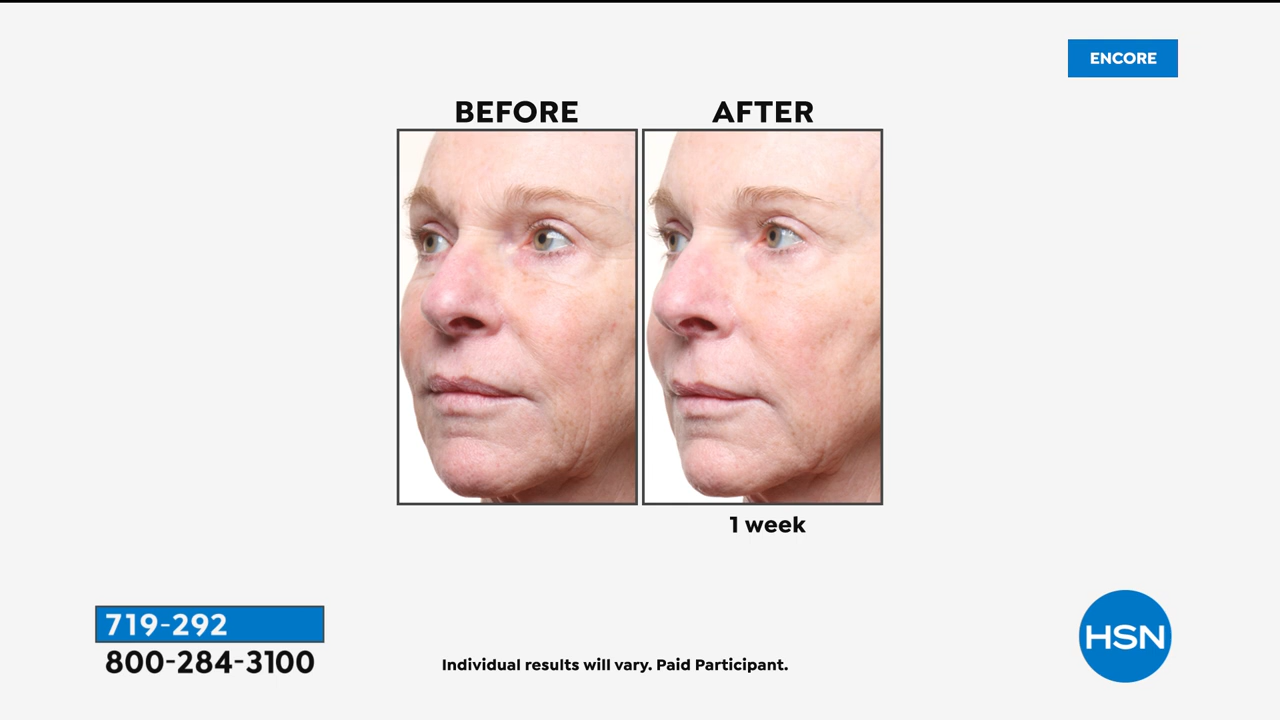 ENCORE
BEFORE
AFTER
1 week
719-292
800-284-3100
Individual results will vary. Paid Participant.
HSN